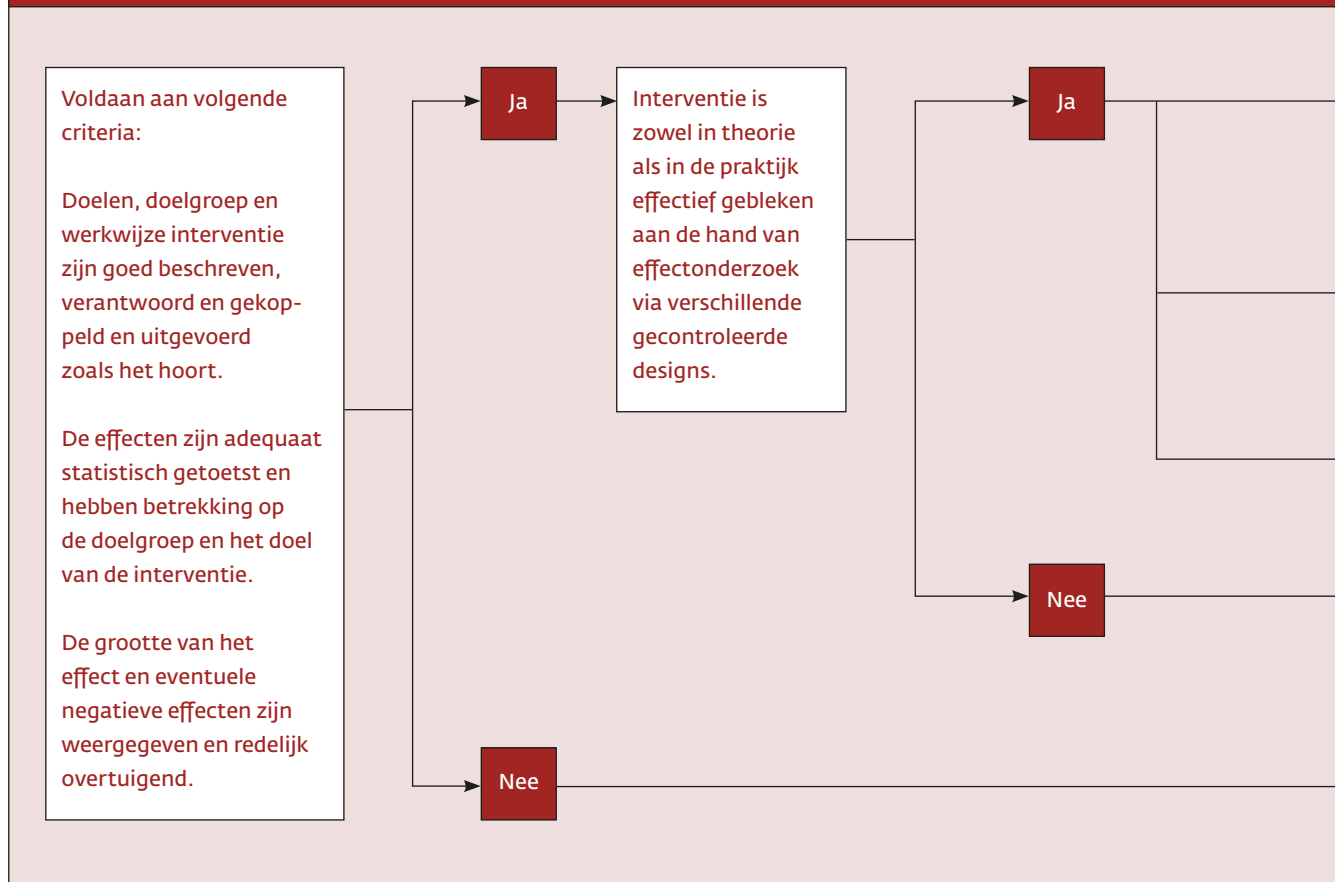 Voldaan aan volgende
criteria:
Doelen, doelgroep en
werkwijze interventie
zijn goed beschreven,
verantwoord en gekop-
peld en uitgevoerd
zoals het hoort.
De effecten zijn adequaat
statistisch getoetst en
hebben betrekking op
de doelgroep en het doel
van de interventie.
De grootte van het
effect en eventuele
negatieve effecten zijn
weergegeven en redelijk
overtuigend.
Ja
Nee
Interventie is
zowel in theorie
als in de praktijk
effectief gebleken
aan de hand van
effectonderzoek
via verschillende
gecontroleerde
designs.
Ja
Nee